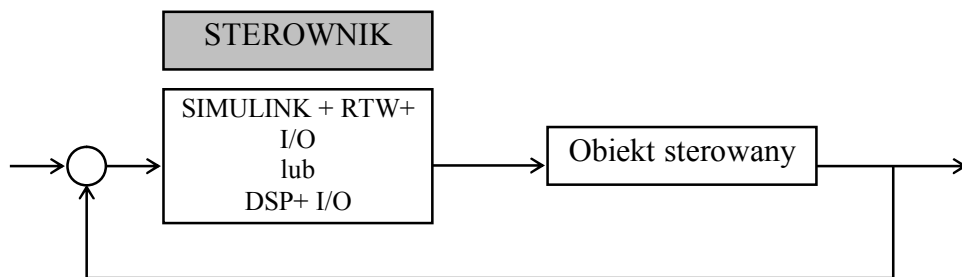 STEROWNIK
SIMULINK + RTW+
I/O
lub
DSP+ I/O
Obiekt sterowany